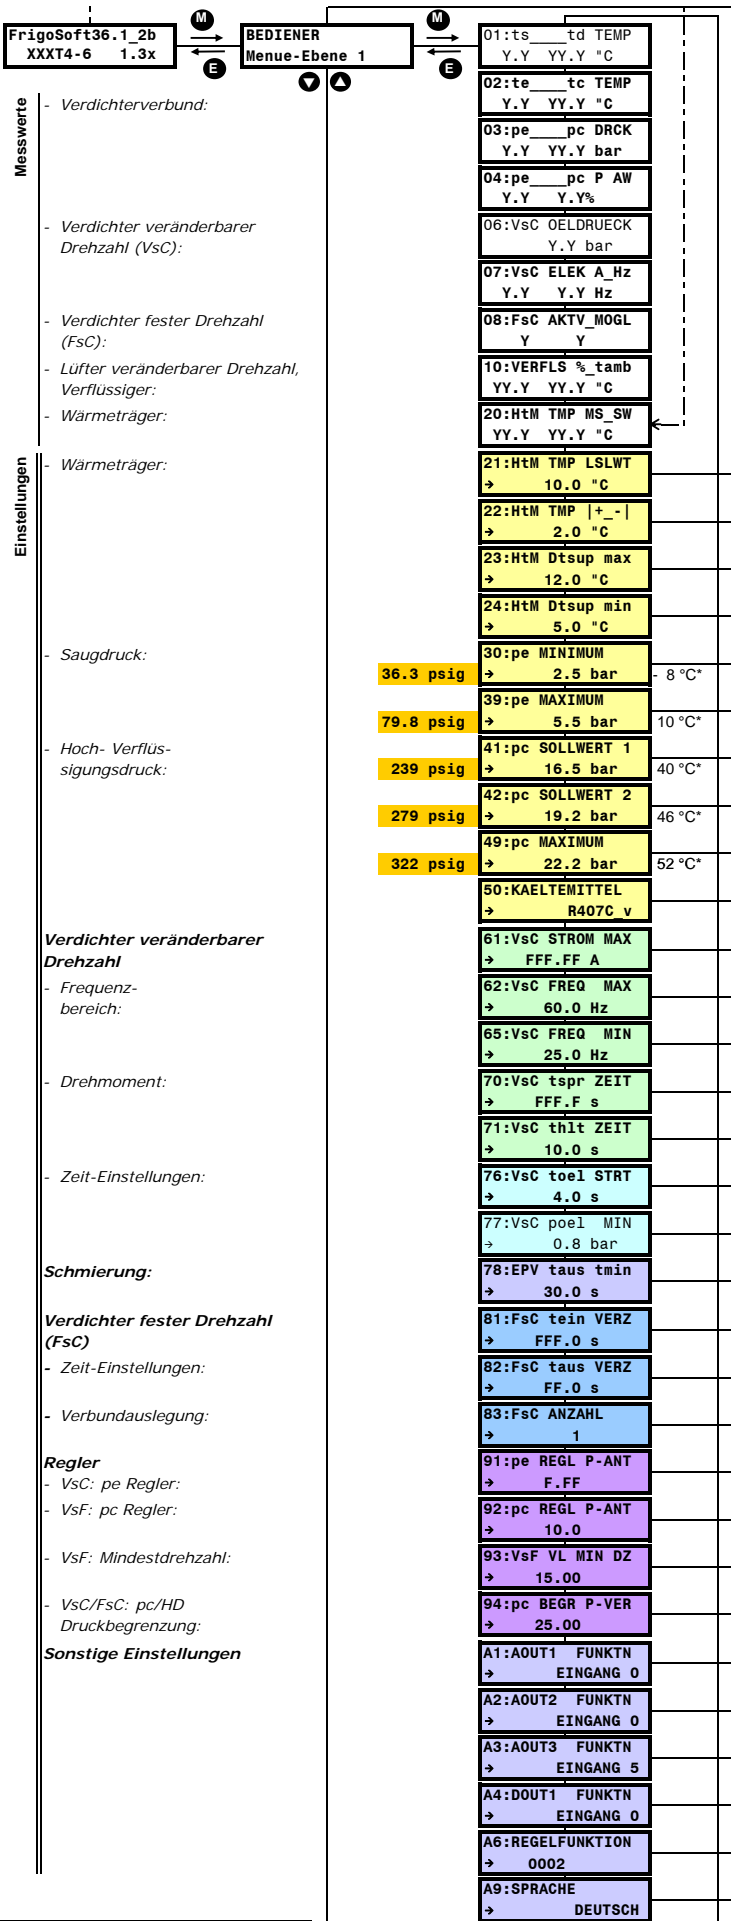 FrigoSoft36.1_2b
XXXT4-6 1.3x
M
E
BEDIENER
Menue-Ebene 1
M
E
Messwerte
01:ts____td TEMP
Y.Y YY.Y "C
- Verdichterverbund:
02:te____tc TEMP
Y.Y YY.Y "C
03:pe____pc DRCK
Y.Y YY.Y bar
04:pe____pc P AW
Y.Y Y.Y%
- Verdichter veränderbarer
Drehzahl (VsC):
06:VsC OELDRUECK
Y.Y bar
07:VsC ELEK A_Hz
Y.Y Y.Y Hz
- Verdichter fester Drehzahl
(FsC):
08:FsC AKTV_MOGL
Y Y
- Lüfter veränderbarer Drehzahl,
Verflüssiger:
10:VERFLS %_tamb
YY.Y YY.Y "C
- Wärmeträger:
20:HtM TMP MS_SW
YY.Y YY.Y "C
Einstellungen
- Wärmeträger:
21:HtM TMP LSLWT
→ 10.0 "C
22:HtM TMP |+_-|
→ 2.0 "C
23:HtM Dtsup max
→ 12.0 "C
24:HtM Dtsup min
→ 5.0 "C
- Saugdruck:
30:pe MINIMUM
36.3 psig → 2.5 bar - 8 °C*
39:pe MAXIMUM
79.8 psig → 5.5 bar 10 °C*
- Hoch- Verflüs-
sigungsdruck:
41:pc SOLLWERT 1
239 psig → 16.5 bar 40 °C*
42:pc SOLLWERT 2
279 psig → 19.2 bar 46 °C*
49:pc MAXIMUM
322 psig → 22.2 bar 52 °C*
50:KAELTEMITTEL
→ R407C_v
Verdichter veränderbarer
Drehzahl
61:VsC STROM MAX
→ FFF.FF A
- Frequenz-
bereich:
62:VsC FREQ MAX
→ 60.0 Hz
65:VsC FREQ MIN
→ 25.0 Hz
- Drehmoment:
70:VsC tspr ZEIT
→ FFF.F s
71:VsC thlt ZEIT
→ 10.0 s
- Zeit-Einstellungen:
76:VsC toel STRT
→ 4.0 s
77:VsC poel MIN
→ 0.8 bar
Schmierung:
78:EPV taus tmin
→ 30.0 s
Verdichter fester Drehzahl
(FsC)
81:FsC tein VERZ
→ FFF.0 s
- Zeit-Einstellungen:
82:FsC taus VERZ
→ FF.0 s
- Verbundauslegung:
83:FsC ANZAHL
→ 1
Regler
- VsC: pe Regler:
91:pe REGL P-ANT
→ F.FF
- VsF: pc Regler:
92:pc REGL P-ANT
→ 10.0
- VsF: Mindestdrehzahl:
93:VsF VL MIN DZ
→ 15.00
- VsC/FsC: pc/HD
Druckbegrenzung:
94:pc BEGR P-VER
→ 25.00
Sonstige Einstellungen
A1:AOUT1 FUNKTN
→ EINGANG 0
A2:AOUT2 FUNKTN
→ EINGANG 0
A3:AOUT3 FUNKTN
→ EINGANG 5
A4:DOUT1 FUNKTN
→ EINGANG 0
A6:REGELFUNKTION
→ 0002
A9:SPRACHE
→ DEUTSCH